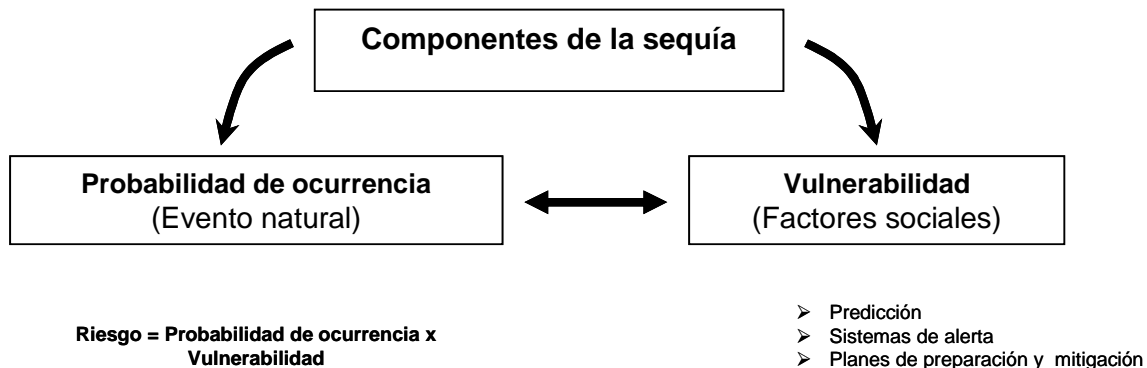 Componentes de la sequía
Probabilidad de ocurrencia
(Evento natural)
Vulnerabilidad
(Factores sociales)
Riesgo = Probabilidad de ocurrencia x
Vulnerabilidad
➢ Predicción
➢ Sistemas de alerta
➢ Planes de preparación y mitigación